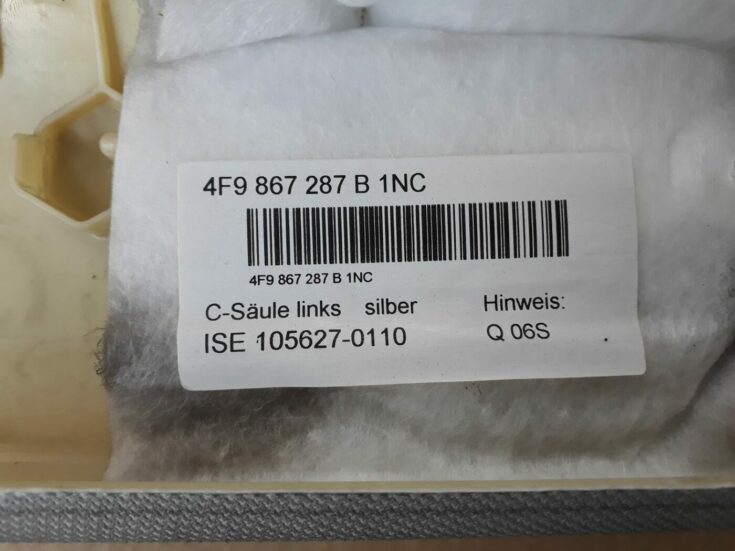 4F9 867 287 B 1NC
4F9 867 287 B 1NC
C-Säule links silber Hinweis:
ISE 105627-0110 Q 06S